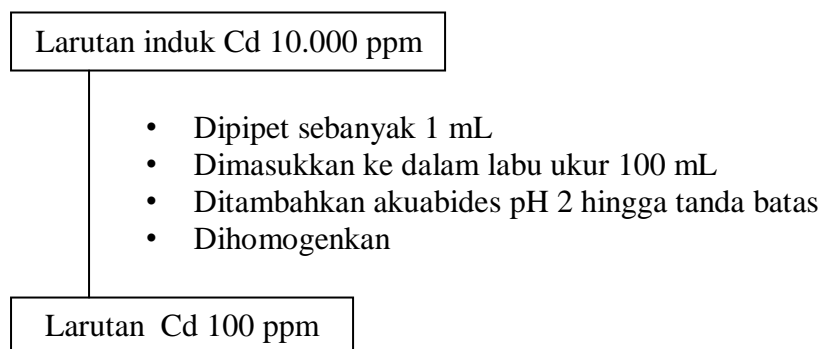 Larutan induk Cd 10.000 ppm
• Dipipet sebanyak 1 mL
• Dimasukkan ke dalam labu ukur 100 mL
• Ditambahkan akuabides pH 2 hingga tanda batas
• Dihomogenkan
Larutan Cd 100 ppm